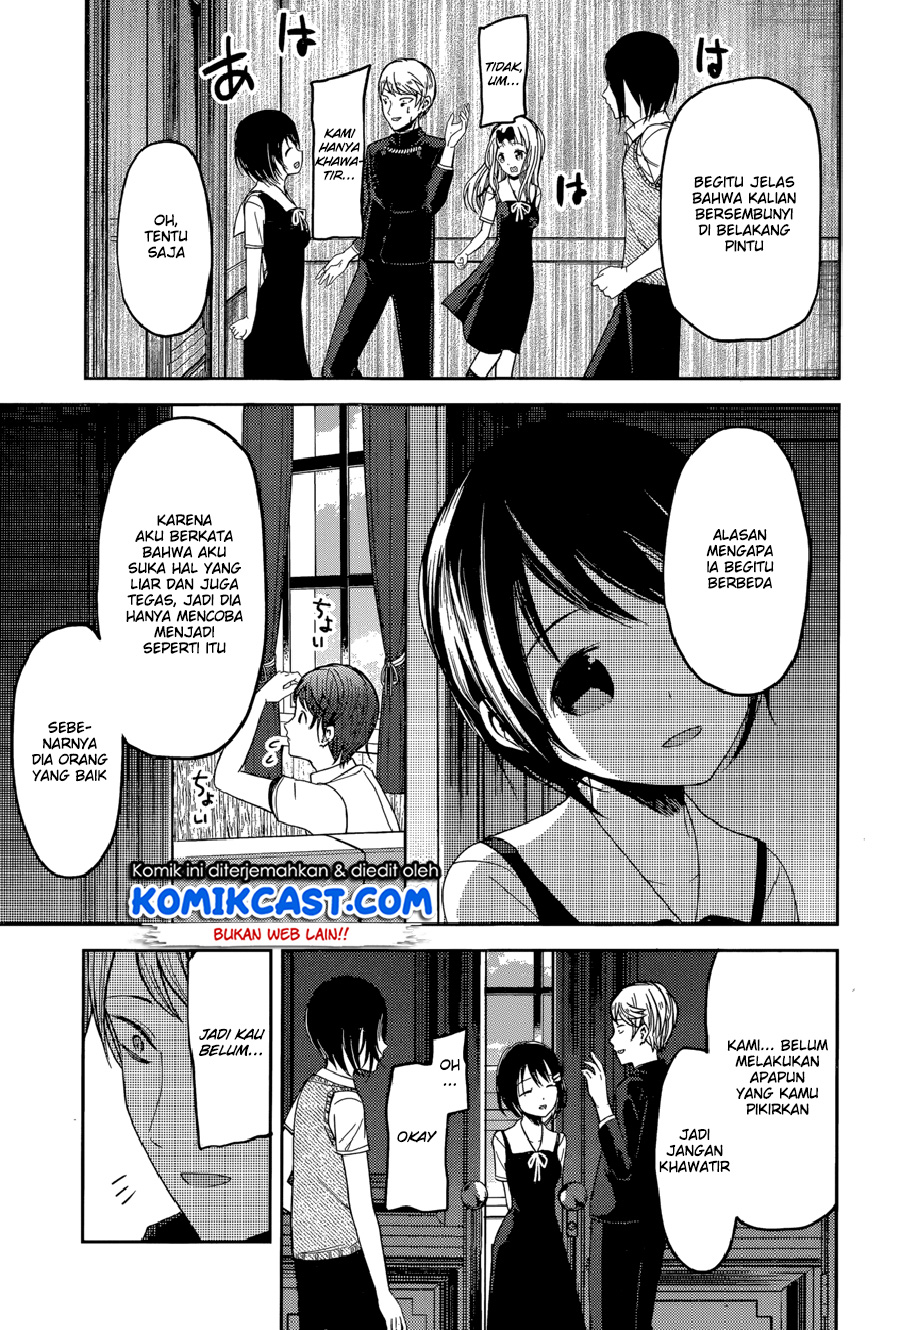 は
BEGITU JELAS
BAHWA KALIAN
BERSEMBUNYI
DI BELAKANG
PINTU
TIDAK,
UM...
は
は
あ
KAMI
HANYA
KHAWA-
TIR...
OH,
TENTU
SAJA
ALASAN
MENGAPA
IA BEGITU
BERBEDA
KARENA
AKU BERKATA
BAHWA AKU
SUKA HAL YANG
LIAR DAN JUGA
TEGAS, JADI DIA
HANYA MENCOBA
MENJADI
SEPERTI ITU
SEBE-
NARNYA
DIA ORANG
YANG BAIK
ちょい
ちょい
Komik ini diterjemahkan & diedit oleh
KOMIKCAST.COM
BUKAN WEB LAIN!!
KAMI... BELUM
MELAKUKAN
APAPUN
YANG KAMU
PIKIRKAN
JADI
JANGAN
KHAWATIR
OH
...
OKAY
JADI KAU
BELUM...